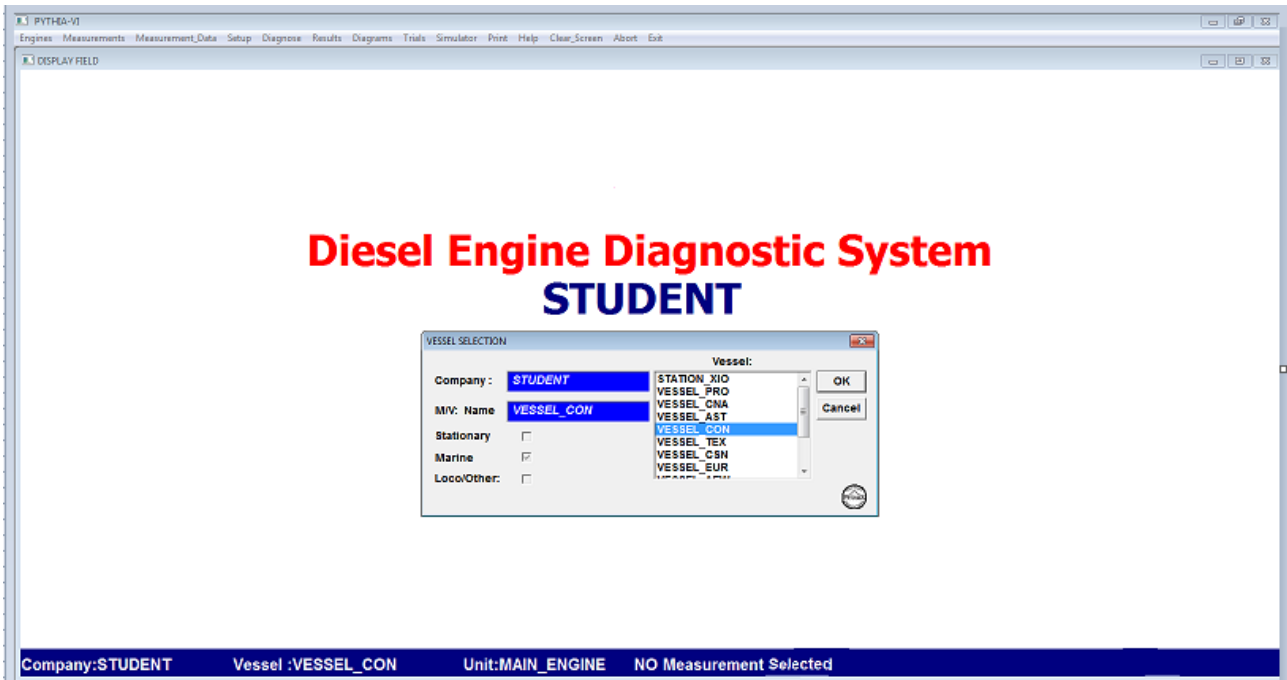 PYTHIA-VI
Engines Measurements Measurement_Data Setup Diagnose Results Diagrams Trials Simulator Print Help Clear_Screen Abort Exit
DISPLAY FIELD
Diesel Engine Diagnostic System
STUDENT
VESSEL SELECTION
Vessel:
Company : STUDENT
M/V: Name VESSEL_CON
Stationary
Marine
Loco/Other:
STATION_XIO
VESSEL_PRO
VESSEL_CNA
VESSEL_AST
VESSEL_CON
VESSEL_TEX
VESSEL_CSN
VESSEL_EUR
OK
Cancel
PYTHIA
Company:STUDENT Vessel :VESSEL_CON Unit:MAIN_ENGINE NO Measurement Selected